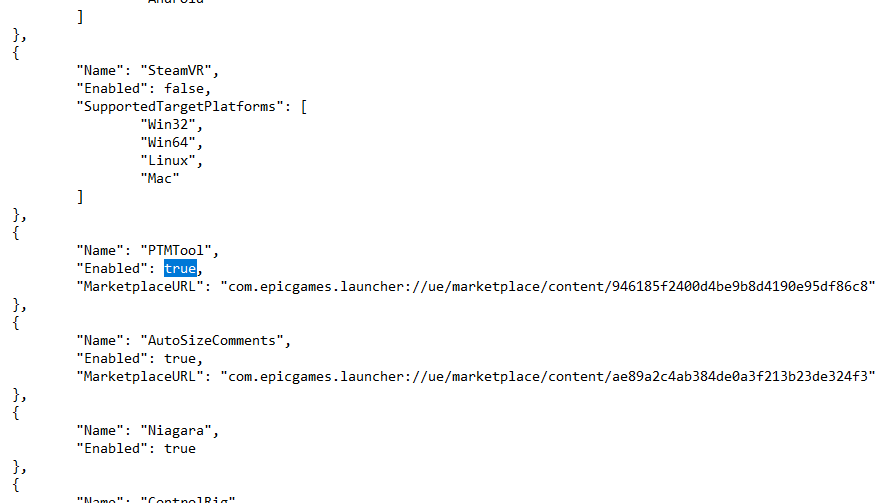 "Android"
]
},
{
"Name": "SteamVR",
"Enabled": false,
"SupportedTargetPlatforms": [
"Win32",
"Win64",
"Linux",
"Mac"
]
},
{
"Name": "PTMTool",
"Enabled": true,
"MarketplaceURL": "com.epicgames.launcher://ue/marketplace/content/946185f2400d4be9b8d4190e95df86c8"
},
{
"Name": "AutoSizeComments",
"Enabled": true,
"MarketplaceURL": "com.epicgames.launcher://ue/marketplace/content/ae89a2c4ab384de0a3f213b23de324f3"
},
{
"Name": "Niagara",
"Enabled": true
},
{
"Name": "ControlRig"